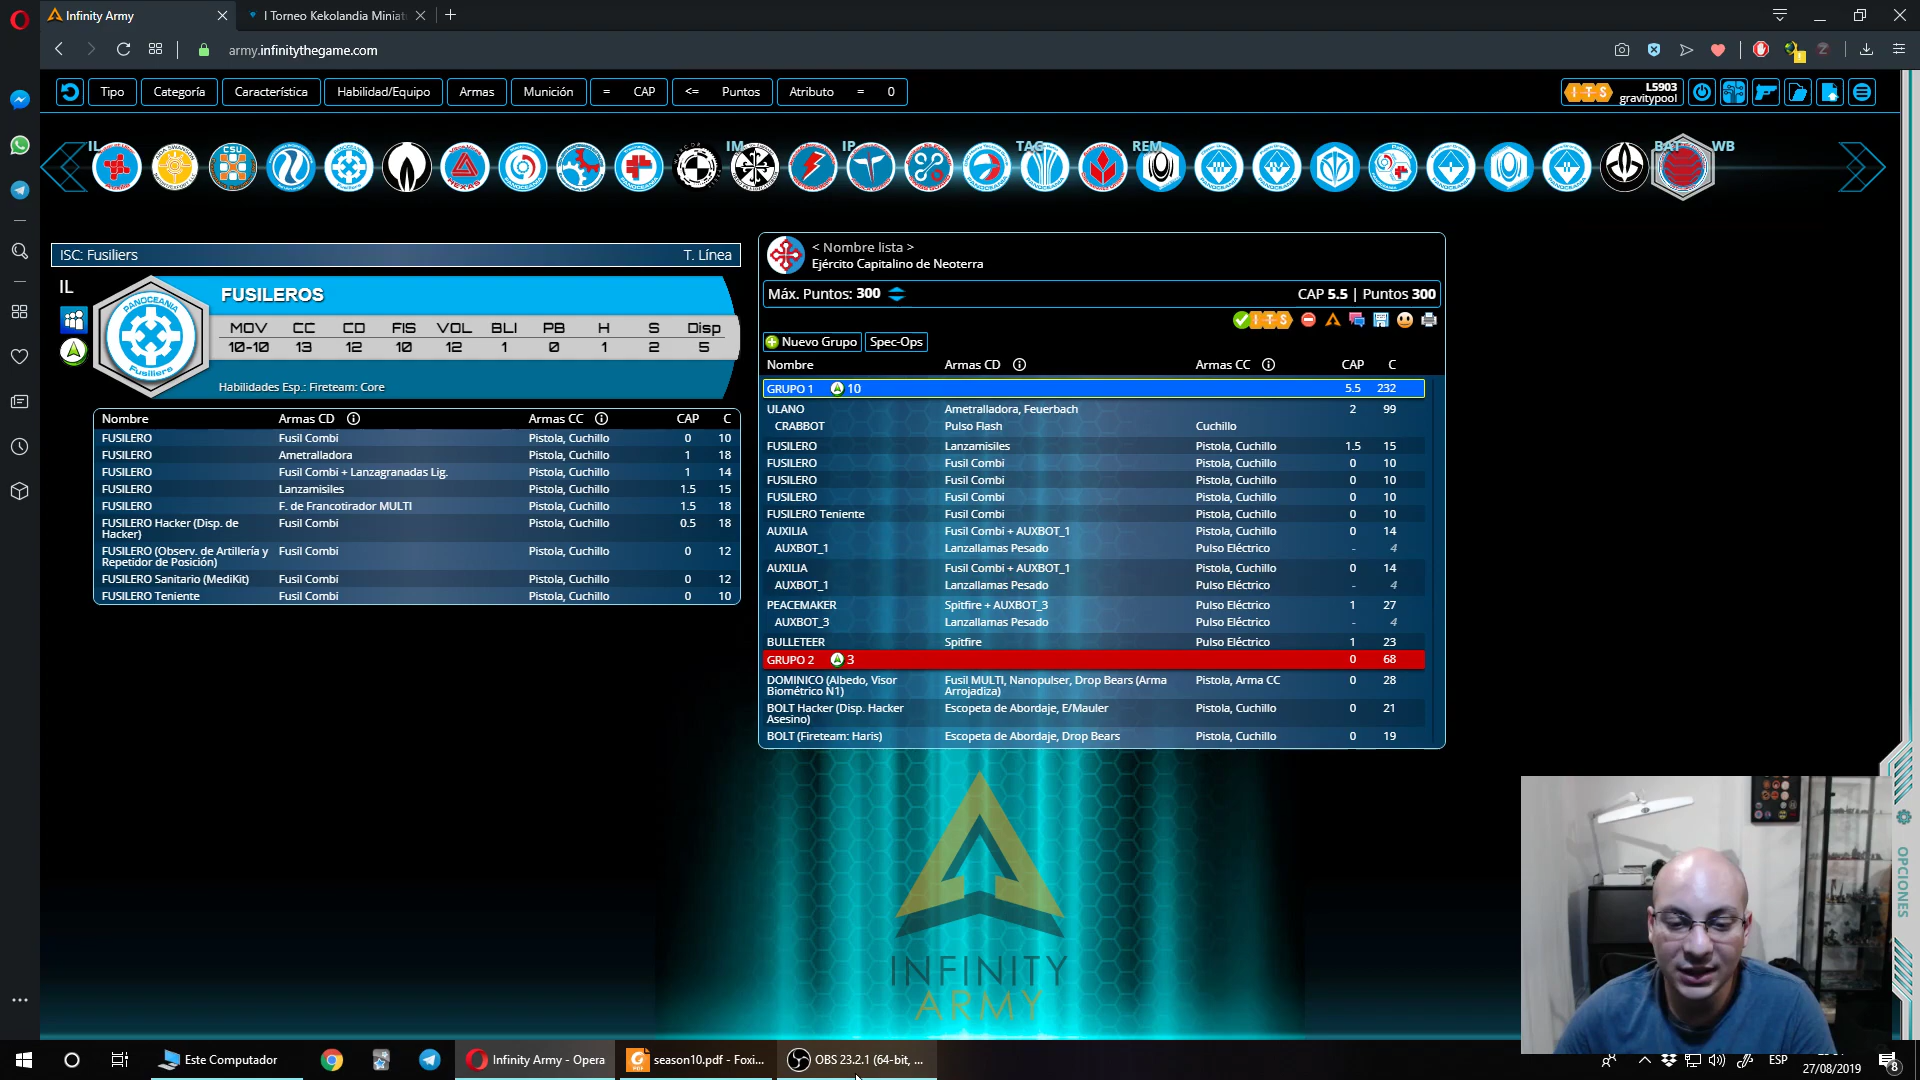 Infinity Army
I Torneo Kekolandia Miniat
army.infinitythegame.com
Tipo
Categoría
Característica
Habilidad/Equipo
Armas
Munición
= CAP
<= Puntos
Atributo = 0
ITS
L5903
gravitypool
IL
IM
IP
TAG
REM
BAT
WB
CSU
ISC: Fusiliers T. Línea
IL
PANOCEANIA
Fusiliers
FUSILEROS
MOV CC CD FIS VOL BLI PB H S Disp
10-10 13 12 10 12 1 0 1 2 5
Habilidades Esp.: Fireteam: Core
Nombre Armas CD Armas CC CAP C
FUSILERO Fusil Combi Pistola, Cuchillo 0 10
FUSILERO Ametralladora Pistola, Cuchillo 1 18
FUSILERO Fusil Combi + Lanzagranadas Lig. Pistola, Cuchillo 1 14
FUSILERO Lanzamisiles Pistola, Cuchillo 1.5 15
FUSILERO F. de Francotirador MULTI Pistola, Cuchillo 1.5 18
FUSILERO Hacker (Disp. de Fusil Combi Pistola, Cuchillo 0.5 18
Hacker)
FUSILERO (Observ. de Artillería y Fusil Combi Pistola, Cuchillo 0 12
Repetidor de Posición)
FUSILERO Sanitario (MediKit) Fusil Combi Pistola, Cuchillo 0 12
FUSILERO Teniente Fusil Combi Pistola, Cuchillo 0 10
< Nombre lista >
Ejército Capitalino de Neoterra
Máx. Puntos: 300 CAP 5.5 | Puntos 300
ITS
Nuevo Grupo Spec-Ops
Nombre Armas CD Armas CC CAP C
GRUPO 1 10 5.5 232
ULANO Ametralladora, Feuerbach 2 99
CRABBOT Pulso Flash Cuchillo
FUSILERO Lanzamisiles Pistola, Cuchillo 1.5 15
FUSILERO Fusil Combi Pistola, Cuchillo 0 10
FUSILERO Fusil Combi Pistola, Cuchillo 0 10
FUSILERO Fusil Combi Pistola, Cuchillo 0 10
FUSILERO Teniente Fusil Combi Pistola, Cuchillo 0 10
AUXILIA Fusil Combi + AUXBOT_1 Pistola, Cuchillo 0 14
AUXBOT_1 Lanzallamas Pesado Pulso Eléctrico - 4
AUXILIA Fusil Combi + AUXBOT_1 Pistola, Cuchillo 0 14
AUXBOT_1 Lanzallamas Pesado Pulso Eléctrico - 4
PEACEMAKER Spitfire + AUXBOT_3 Pulso Eléctrico 1 27
AUXBOT_3 Lanzallamas Pesado Pulso Eléctrico - 4
BULLETEER Spitfire Pulso Eléctrico 1 23
GRUPO 2 3 0 68
DOMINICO (Albedo, Visor Fusil MULTI, Nanopulser, Drop Bears (Arma Pistola, Arma CC 0 28
Biométrico N1) Arrojadiza)
BOLT Hacker (Disp. Hacker Escopeta de Abordaje, E/Mauler Pistola, Cuchillo 0 21
Asesino)
BOLT (Fireteam: Haris) Escopeta de Abordaje, Drop Bears Pistola, Cuchillo 0 19
INFINITY
ARMY
OPCIONES
Este Computador
Infinity Army - Opera
season10.pdf - Foxi...
OBS 23.2.1 (64-bit, ...
ESP
27/08/2019
8